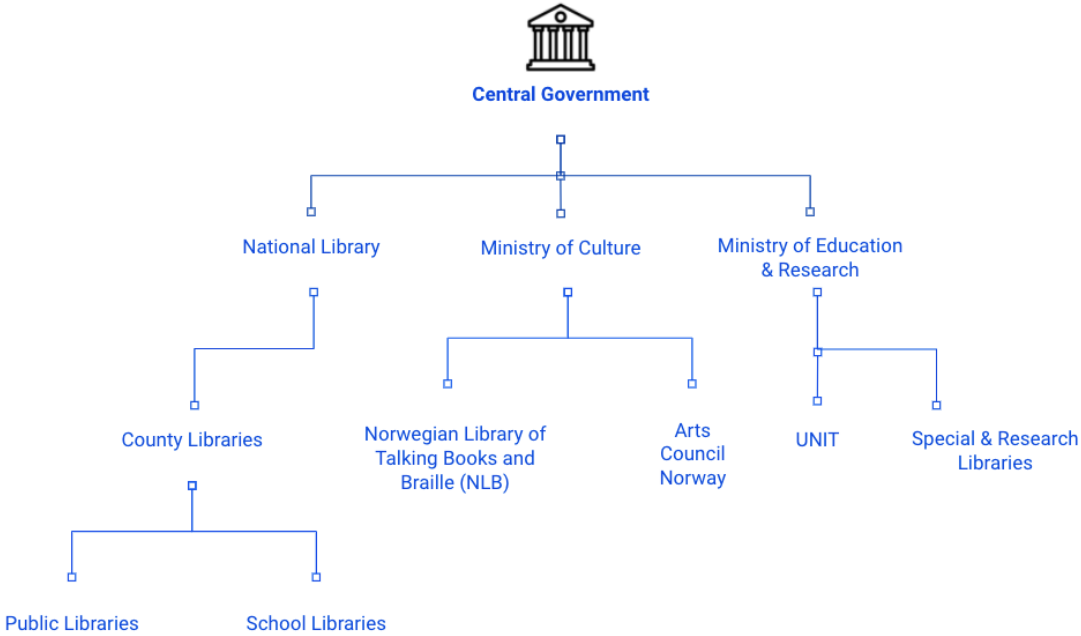 Central Government
National Library
Ministry of Culture
Ministry of Education
& Research
County Libraries
Norwegian Library of
Talking Books and
Braille (NLB)
Arts
Council
Norway
UNIT
Special & Research
Libraries
Public Libraries
School Libraries